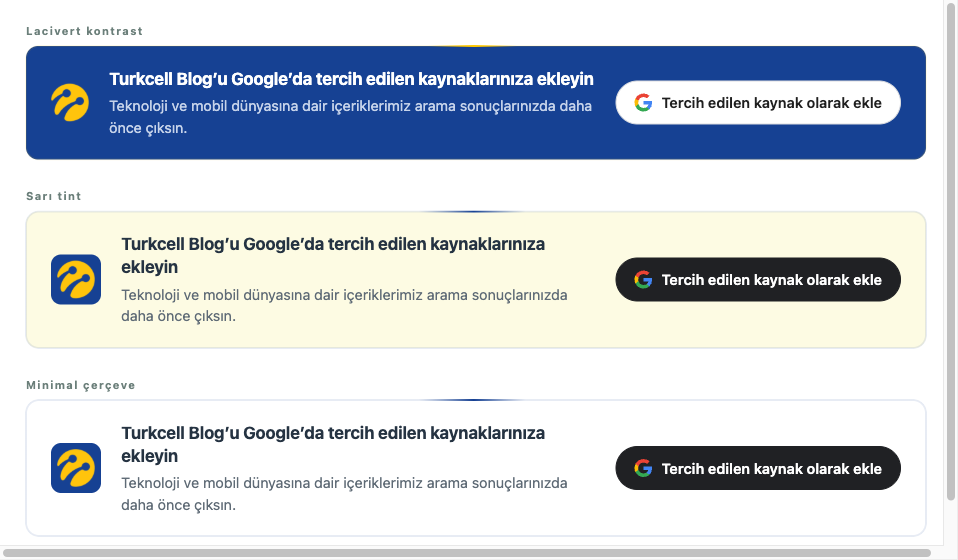 Lacivert kontrast
Turkcell Blog’u Google’da tercih edilen kaynaklarınıza ekleyin
Teknoloji ve mobil dünyasına dair içeriklerimiz arama sonuçlarınızda daha
önce çıksın.
Tercih edilen kaynak olarak ekle
Sarı tint
Turkcell Blog’u Google’da tercih edilen kaynaklarınıza
ekleyin
Teknoloji ve mobil dünyasına dair içeriklerimiz arama sonuçlarınızda
daha önce çıksın.
Tercih edilen kaynak olarak ekle
Minimal çerçeve
Turkcell Blog’u Google’da tercih edilen kaynaklarınıza
ekleyin
Teknoloji ve mobil dünyasına dair içeriklerimiz arama sonuçlarınızda
daha önce çıksın.
Tercih edilen kaynak olarak ekle